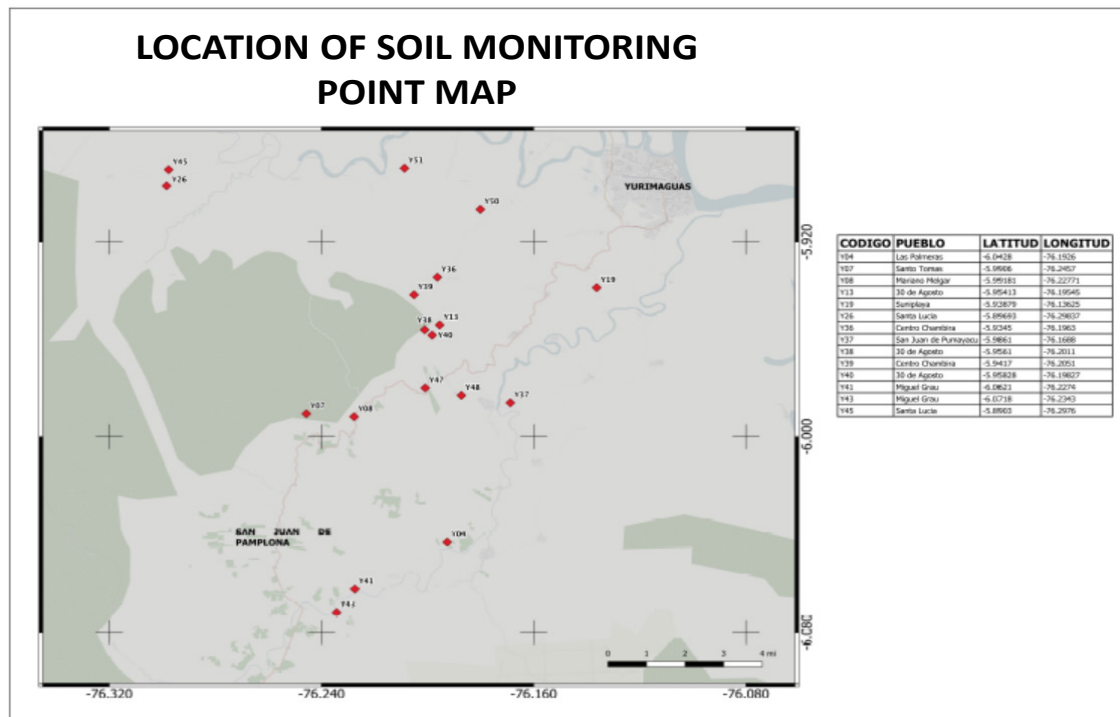 LOCATION OF SOIL MONITORING
POINT MAP
Y45
Y26
Y51
Y50
YURIMAGUAS
Y36
Y39
Y19
Y38
Y13
Y40
Y47
Y48
Y37
Y07
Y08
SAN JUAN DE
PAMPLONA
Y04
Y41
Y43
0 1 2 3 4 mi
-5.920
-6.000
-6.080
-76.320 -76.240 -76.160 -76.080
CODIGO PUEBLO LATITUD LONGITUD
Y04 Las Palmeras -6.0428 -76.1926
Y07 Santo Tomas -5.9906 -76.2457
Y08 Mariano Melgar -5.99181 -76.22771
Y13 30 de Agosto -5.95413 -76.19545
Y19 Sumplaya -5.93879 -76.13625
Y26 Santa Lucia -5.89693 -76.29837
Y36 Centro Chambira -5.9345 -76.1963
Y37 San Juan de Pumayacu -5.9861 -76.1688
Y38 30 de Agosto -5.9561 -76.2011
Y39 Centro Chambira -5.9417 -76.2051
Y40 30 de Agosto -5.95828 -76.19827
Y41 Miguel Grau -6.0621 -76.2274
Y43 Miguel Grau -6.0718 -76.2343
Y45 Santa Lucia -5.8903 -76.2976